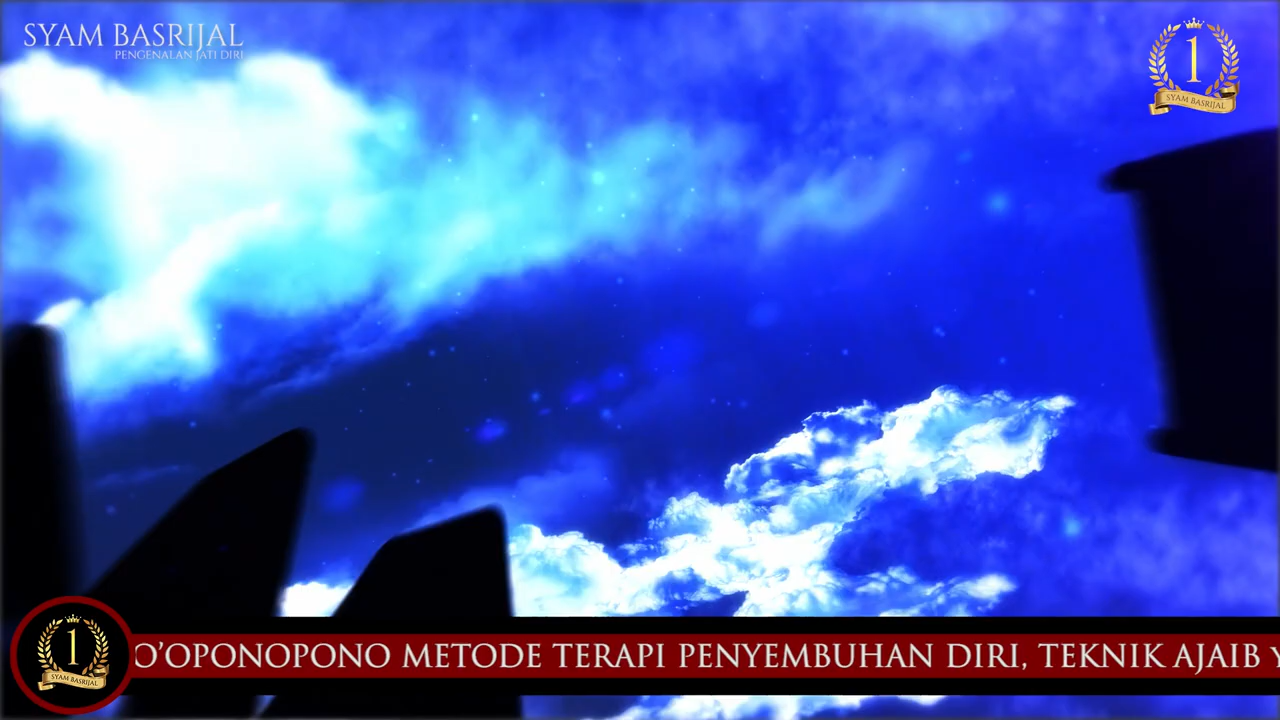 SYAM BASRIJAL
PENGENALAN JATI DIRI
1
SYAM BASRIJAL
1
SYAM BASRIJAL
O'OPONOPONO METODE TERAPI PENYEMBUHAN DIRI, TEKNIK AJAIB